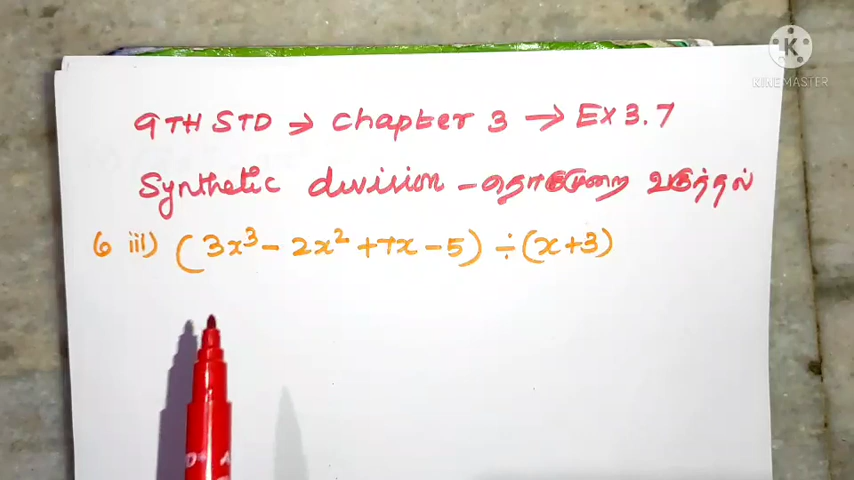 KINEMASTER
9TH STD → Chapter 3 → EX 3.7
Synthetic division - தொகுமுறை வகுத்தல்
6 iii) (3x³ - 2x² + 7x - 5) ÷ (x + 3)